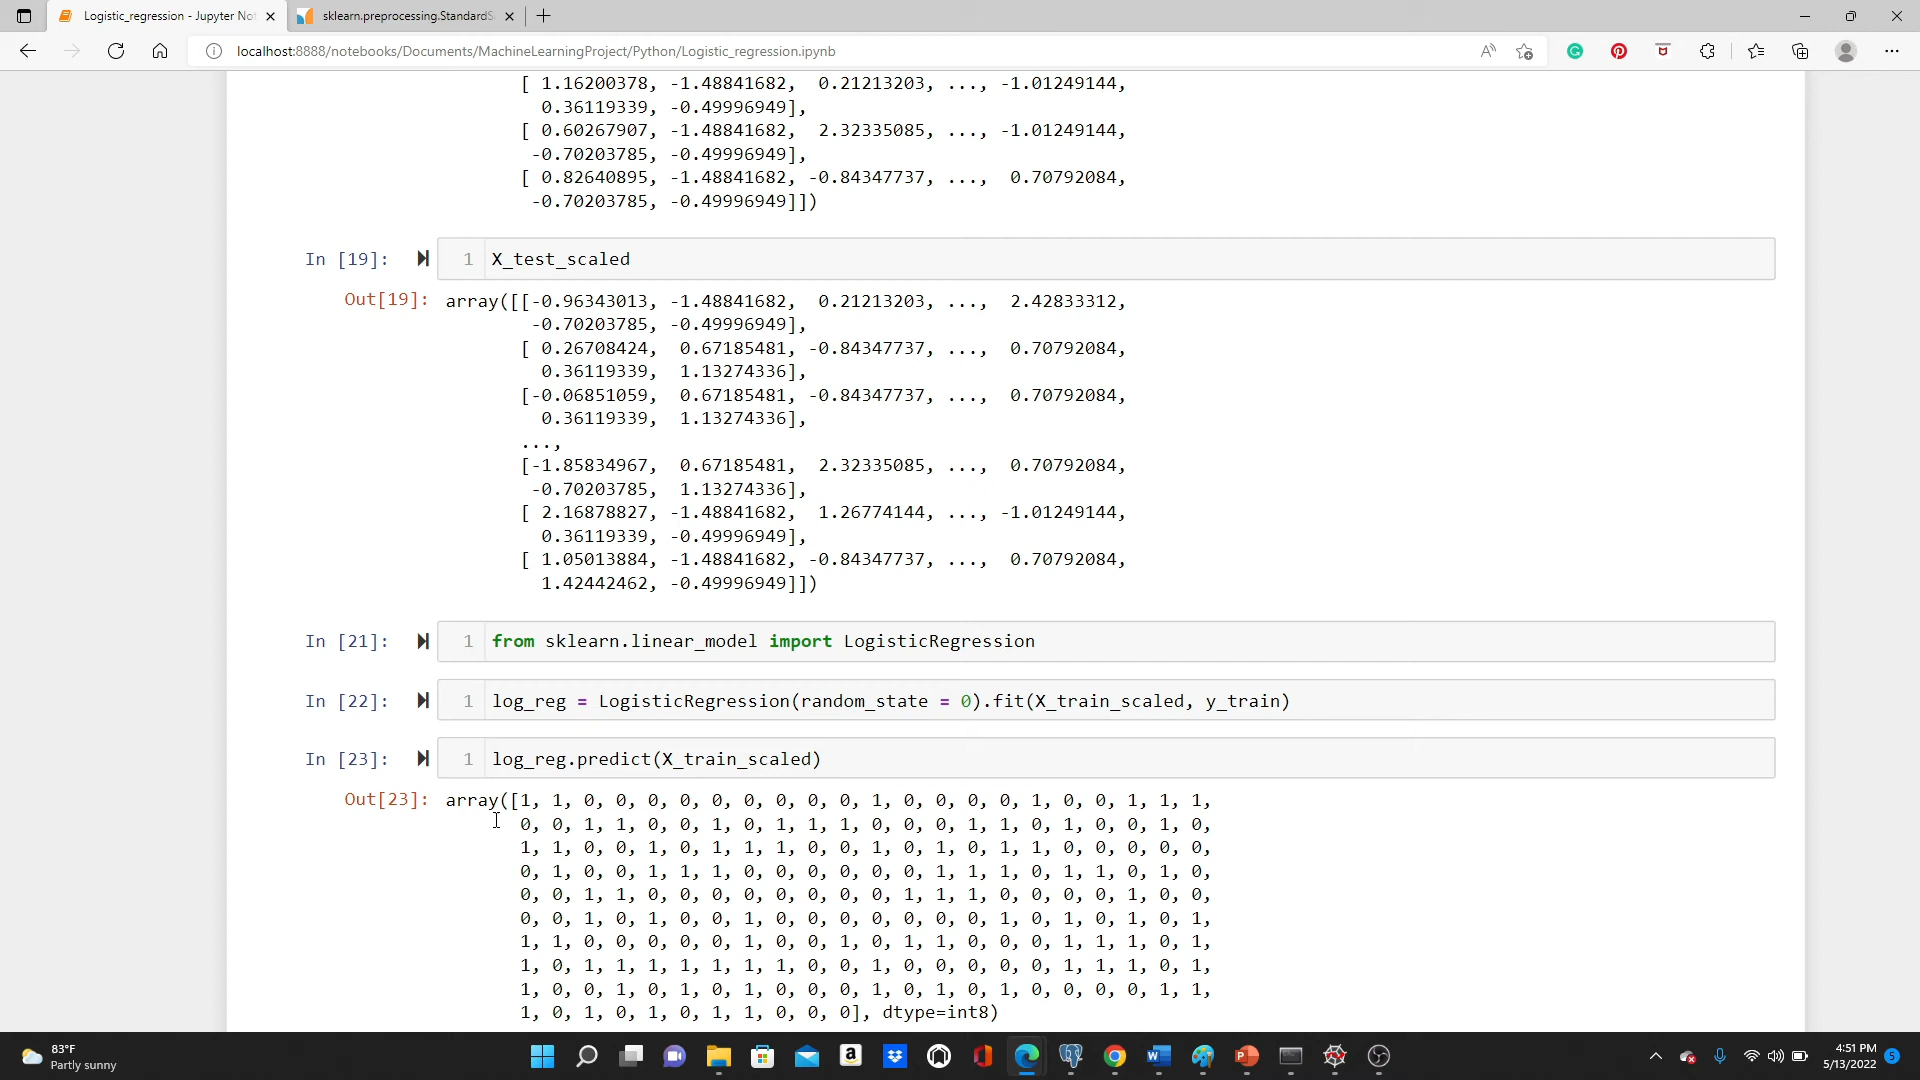 Logistic_regression - Jupyter Not
sklearn.preprocessing.StandardS
localhost:8888/notebooks/Documents/MachineLearningProject/Python/Logistic_regression.ipynb
[ 1.16200378, -1.48841682,  0.21213203, ..., -1.01249144,
0.36119339, -0.49996949],
[ 0.60267907, -1.48841682,  2.32335085, ..., -1.01249144,
-0.70203785, -0.49996949],
[ 0.82640895, -1.48841682, -0.84347737, ...,  0.70792084,
-0.70203785, -0.49996949]])
In [19]: 1 X_test_scaled
Out[19]: array([[-0.96343013, -1.48841682,  0.21213203, ...,  2.42833312,
-0.70203785, -0.49996949],
[ 0.26708424,  0.67185481, -0.84347737, ...,  0.70792084,
0.36119339,  1.13274336],
[-0.06851059,  0.67185481, -0.84347737, ...,  0.70792084,
0.36119339,  1.13274336],
...,
[-1.85834967,  0.67185481,  2.32335085, ...,  0.70792084,
-0.70203785,  1.13274336],
[ 2.16878827, -1.48841682,  1.26774144, ..., -1.01249144,
0.36119339, -0.49996949],
[ 1.05013884, -1.48841682, -0.84347737, ...,  0.70792084,
1.42442462, -0.49996949]])
In [21]: 1 from sklearn.linear_model import LogisticRegression
In [22]: 1 log_reg = LogisticRegression(random_state = 0).fit(X_train_scaled, y_train)
In [23]: 1 log_reg.predict(X_train_scaled)
Out[23]: array([1, 1, 0, 0, 0, 0, 0, 0, 0, 0, 0, 1, 0, 0, 0, 0, 1, 0, 0, 1, 1, 1,
0, 0, 1, 1, 0, 0, 1, 0, 1, 1, 1, 0, 0, 0, 1, 1, 0, 1, 0, 0, 1, 0,
1, 1, 0, 0, 1, 0, 1, 1, 1, 0, 0, 1, 0, 1, 0, 1, 1, 0, 0, 0, 0, 0,
0, 1, 0, 0, 1, 1, 1, 0, 0, 0, 0, 0, 0, 1, 1, 1, 0, 1, 1, 0, 1, 0,
0, 0, 1, 1, 0, 0, 0, 0, 0, 0, 0, 0, 1, 1, 1, 0, 0, 0, 0, 1, 0, 0,
0, 0, 1, 0, 1, 0, 0, 1, 0, 0, 0, 0, 0, 0, 0, 1, 0, 1, 0, 1, 0, 1,
1, 1, 0, 0, 0, 0, 0, 1, 0, 0, 1, 0, 1, 1, 0, 0, 0, 1, 1, 1, 0, 1,
1, 0, 1, 1, 1, 1, 1, 1, 1, 0, 0, 1, 0, 0, 0, 0, 0, 1, 1, 1, 0, 1,
1, 0, 0, 1, 0, 1, 0, 1, 0, 0, 0, 1, 0, 1, 0, 1, 0, 0, 0, 0, 1, 1,
1, 0, 1, 0, 1, 0, 1, 1, 0, 0, 0], dtype=int8)
83°F
Partly sunny
4:51 PM
5/13/2022
5